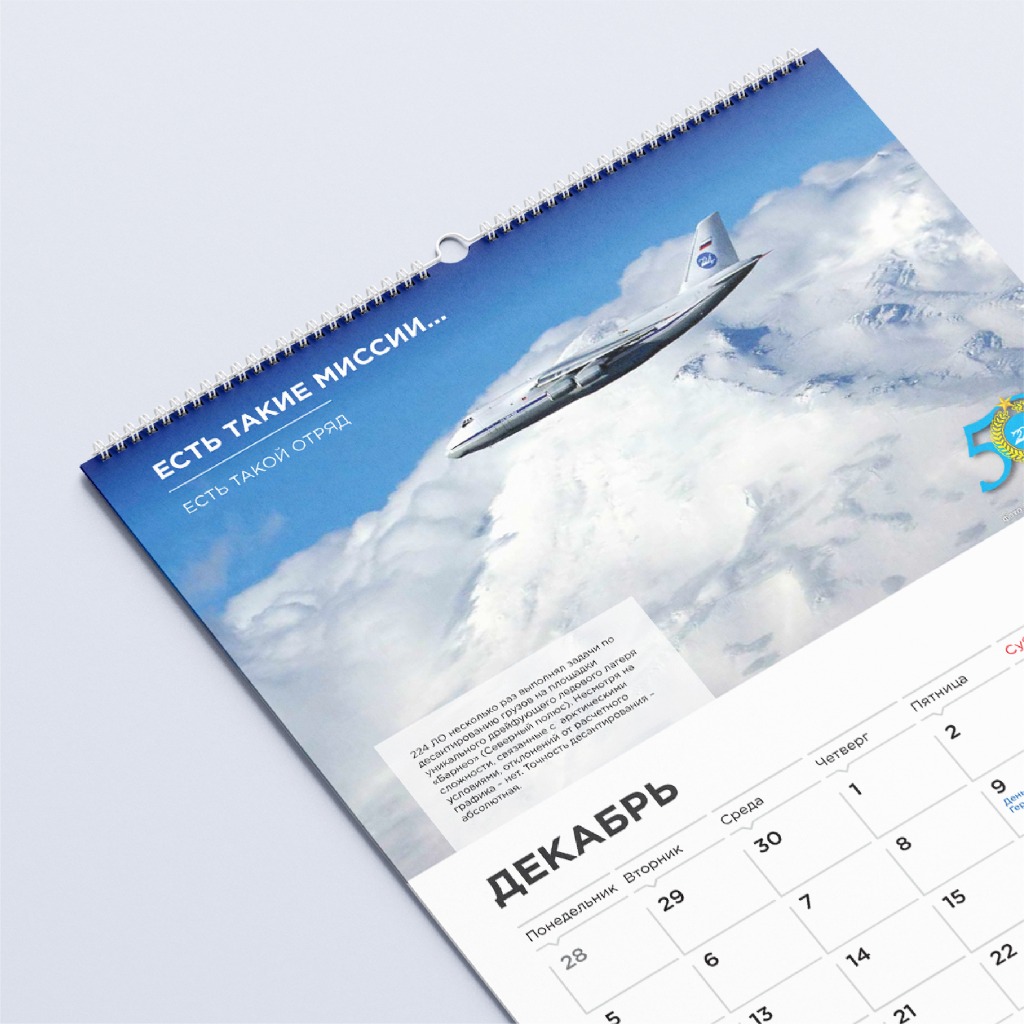 ЕСТЬ ТАКИЕ МИССИИ...
ЕСТЬ ТАКОЙ ОТРЯД
50
224 ЛО несколько раз выполнял задачи по
десантированию грузов на площадки
уникального дрейфующего ледового лагеря
«Барнео» (Северный полюс). Несмотря на
сложности, связанные с арктическими
условиями, отклонений от расчетного
графика – нет. Точность десантирования –
абсолютная.
ДЕКАБРЬ
Понедельник Вторник Среда Четверг Пятница
28 29 30 1 2
5 6 7 8 9
13 14 15
21 22